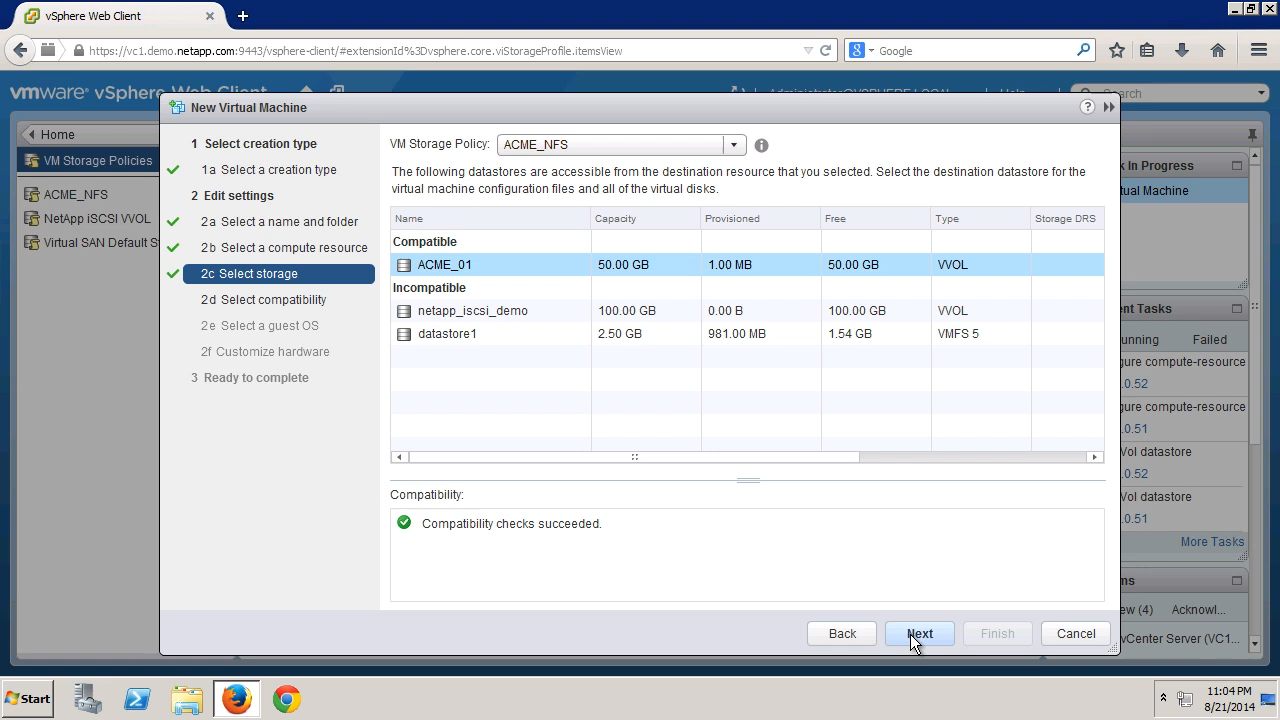 vSphere Web Client
https://vc1.demo.netapp.com:9443/vsphere-client/#extensionId%3Dvsphere.core.viStorageProfile.itemsView
Google
vmware® vSphere Web Client
Administrator@VSPHERE.LOCAL
Help
Search
New Virtual Machine
Home
VM Storage Policies
ACME_NFS
NetApp iSCSI VVOL
Virtual SAN Default S
1 Select creation type
1a Select a creation type
2 Edit settings
2a Select a name and folder
2b Select a compute resource
2c Select storage
2d Select compatibility
2e Select a guest OS
2f Customize hardware
3 Ready to complete
VM Storage Policy: ACME_NFS
The following datastores are accessible from the destination resource that you selected. Select the destination datastore for the
virtual machine configuration files and all of the virtual disks.
Name Capacity Provisioned Free Type Storage DRS
Compatible
ACME_01 50.00 GB 1.00 MB 50.00 GB VVOL
Incompatible
netapp_iscsi_demo 100.00 GB 0.00 B 100.00 GB VVOL
datastore1 2.50 GB 981.00 MB 1.54 GB VMFS 5
Compatibility:
Compatibility checks succeeded.
Back Next Finish Cancel
k In Progress
tual Machine
ent Tasks
unning Failed
gure compute-resource
.0.52
gure compute-resource
.0.51
Vol datastore
.0.52
Vol datastore
.0.51
More Tasks
ms
ew (4) Acknowl...
vCenter Server (VC1...
Start
11:04 PM
8/21/2014